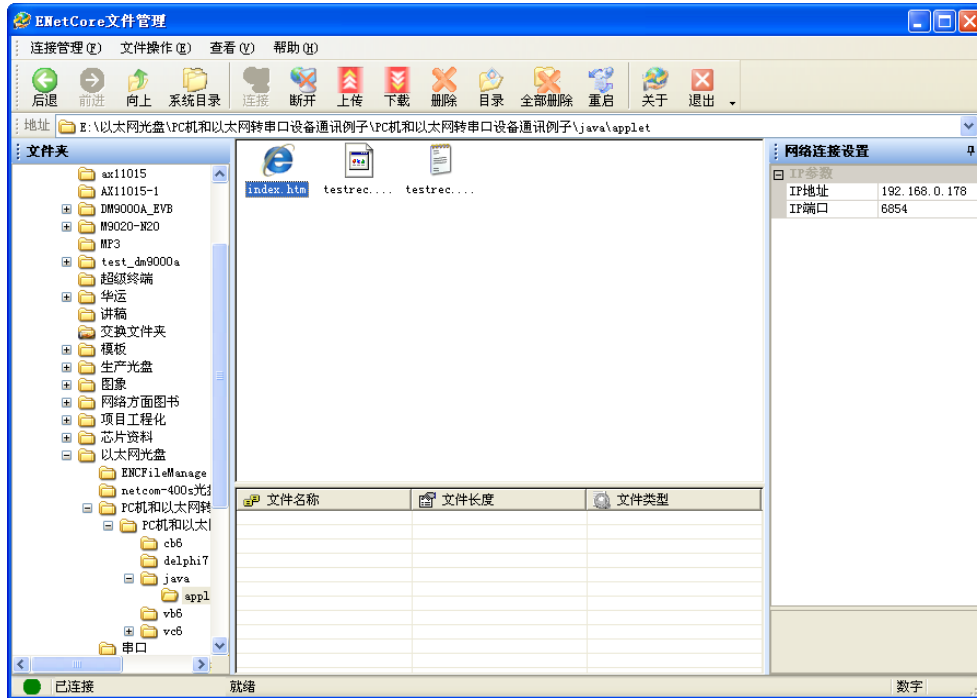 ENetCore文件管理
连接管理(F) 文件操作(E) 查看(V) 帮助(H)
后退 前进 向上 系统目录 连接 断开 上传 下载 删除 目录 全部删除 重启 关于 退出
地址 E:\以太网光盘\PC机和以太网转串口设备通讯例子\PC机和以太网转串口设备通讯例子\java\applet
文件夹
ax11015
AX11015-1
DM9000A_EVB
M9020-N20
MP3
test_dm9000a
超级终端
华运
讲稿
交换文件夹
模板
生产光盘
图象
网络方面图书
项目工程化
芯片资料
以太网光盘
ENCFileManage
netcom-400s光
PC机和以太网转
PC机和以太
cb6
delphi7
java
appl
vb6
vc6
串口
index.htm testrec.... testrec....
文件名称 文件长度 文件类型
网络连接设置
IP参数
IP地址 192.168.0.178
IP端口 6854
已连接 就绪 数字